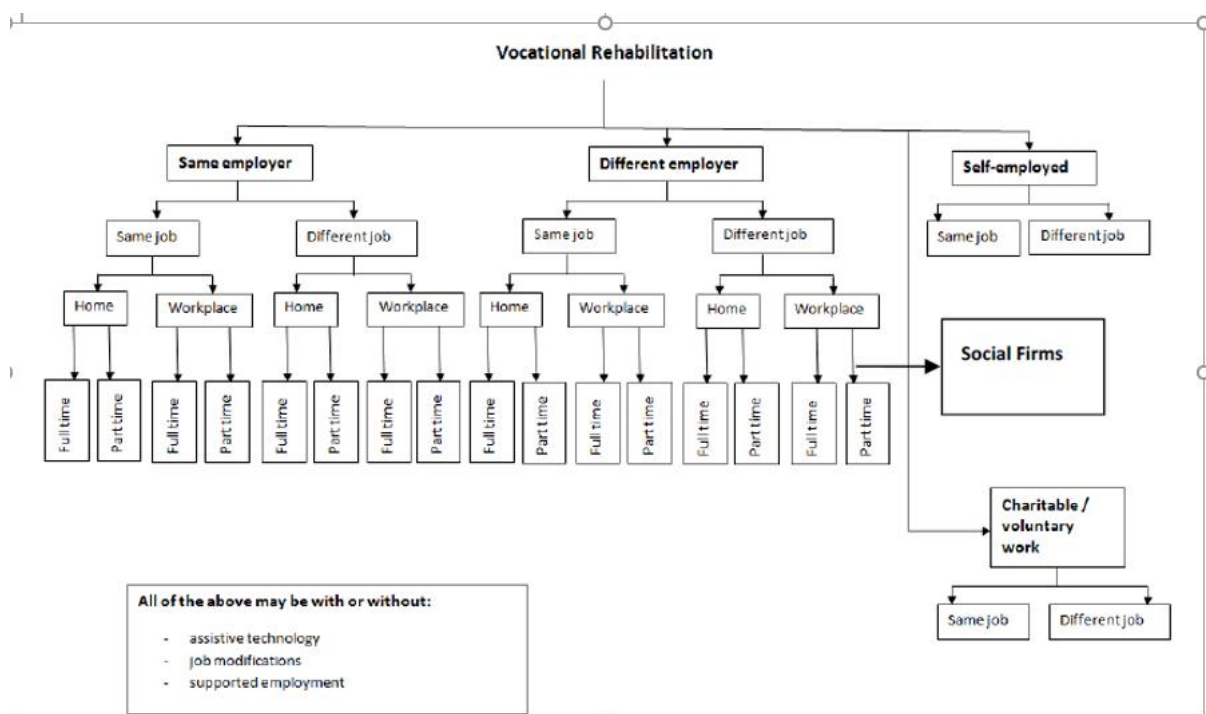 Vocational Rehabilitation
Same employer
Different employer
Self-employed
Same job
Different job
Same job
Different job
Same job
Different job
Home
Workplace
Home
Workplace
Home
Workplace
Home
Workplace
Social Firms
Full time
Part time
Full time
Part time
Full time
Part time
Full time
Part time
Full time
Part time
Full time
Part time
Full time
Part time
Full time
Part time
Charitable /
voluntary
work
Same job
Different job
All of the above may be with or without:
- assistive technology
- job modifications
- supported employment